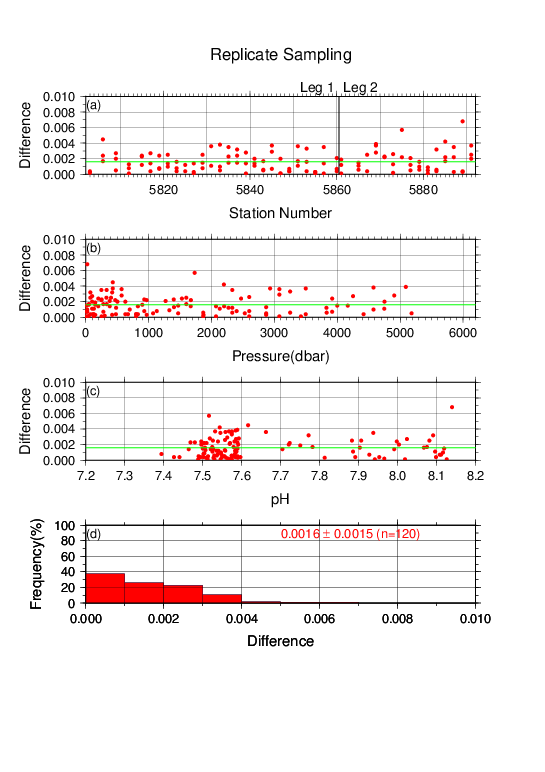 Replicate Sampling
Leg 1 Leg 2
(a)
Difference
0.010
0.008
0.006
0.004
0.002
0.000
5820 5840 5860 5880
Station Number
(b)
Difference
0.010
0.008
0.006
0.004
0.002
0.000
0 1000 2000 3000 4000 5000 6000
Pressure(dbar)
(c)
Difference
0.010
0.008
0.006
0.004
0.002
0.000
7.2 7.3 7.4 7.5 7.6 7.7 7.8 7.9 8.0 8.1 8.2
pH
(d)
0.0016 ± 0.0015 (n=120)
Frequency(%)
100
80
60
40
20
0
0.000 0.002 0.004 0.006 0.008 0.010
Difference